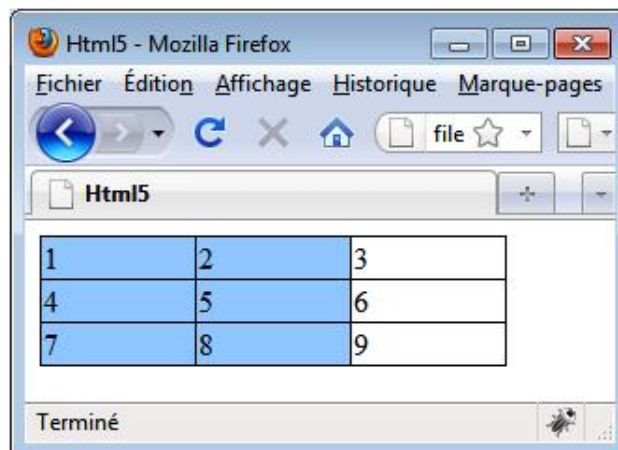 Html5 - Mozilla Firefox
Fichier Édition Affichage Historique Marque-pages
file
Html5
1 2 3
4 5 6
7 8 9
Terminé